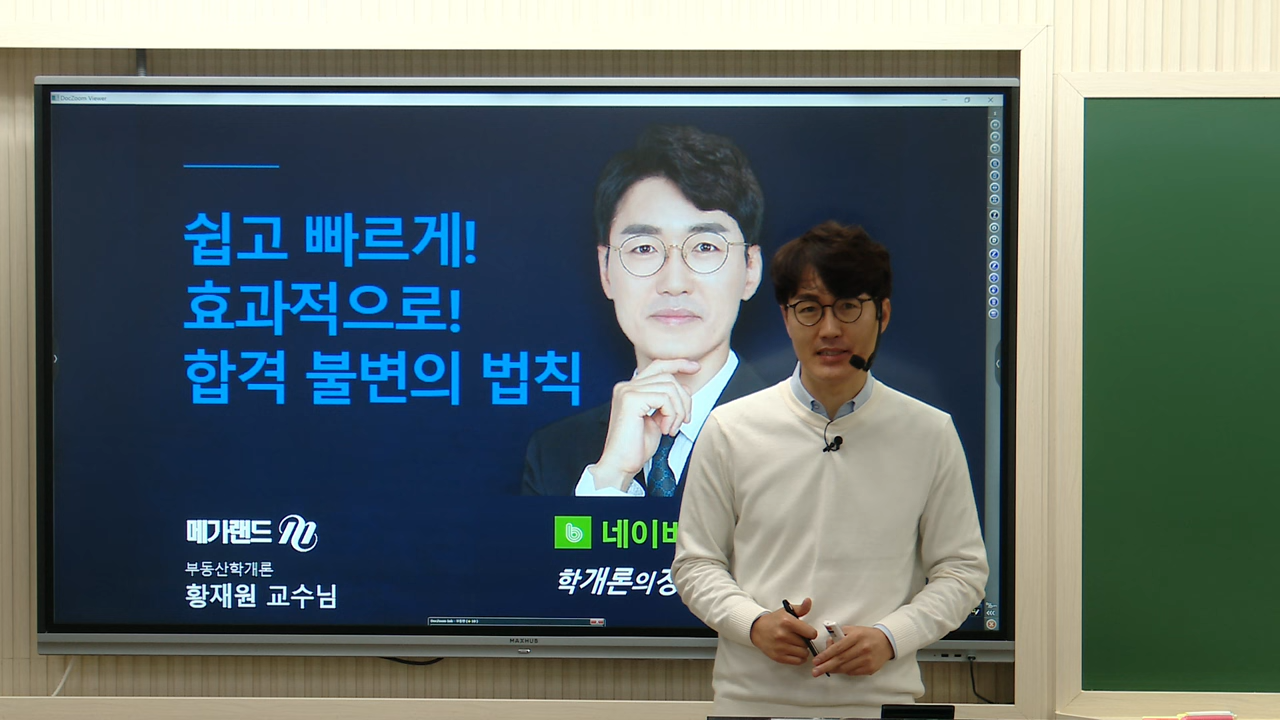 DocZoom Viewer
쉽고 빠르게!
효과적으로!
합격 불변의 법칙
메가랜드
부동산학개론
황재원 교수님
네이버
학개론의
MAXHUB